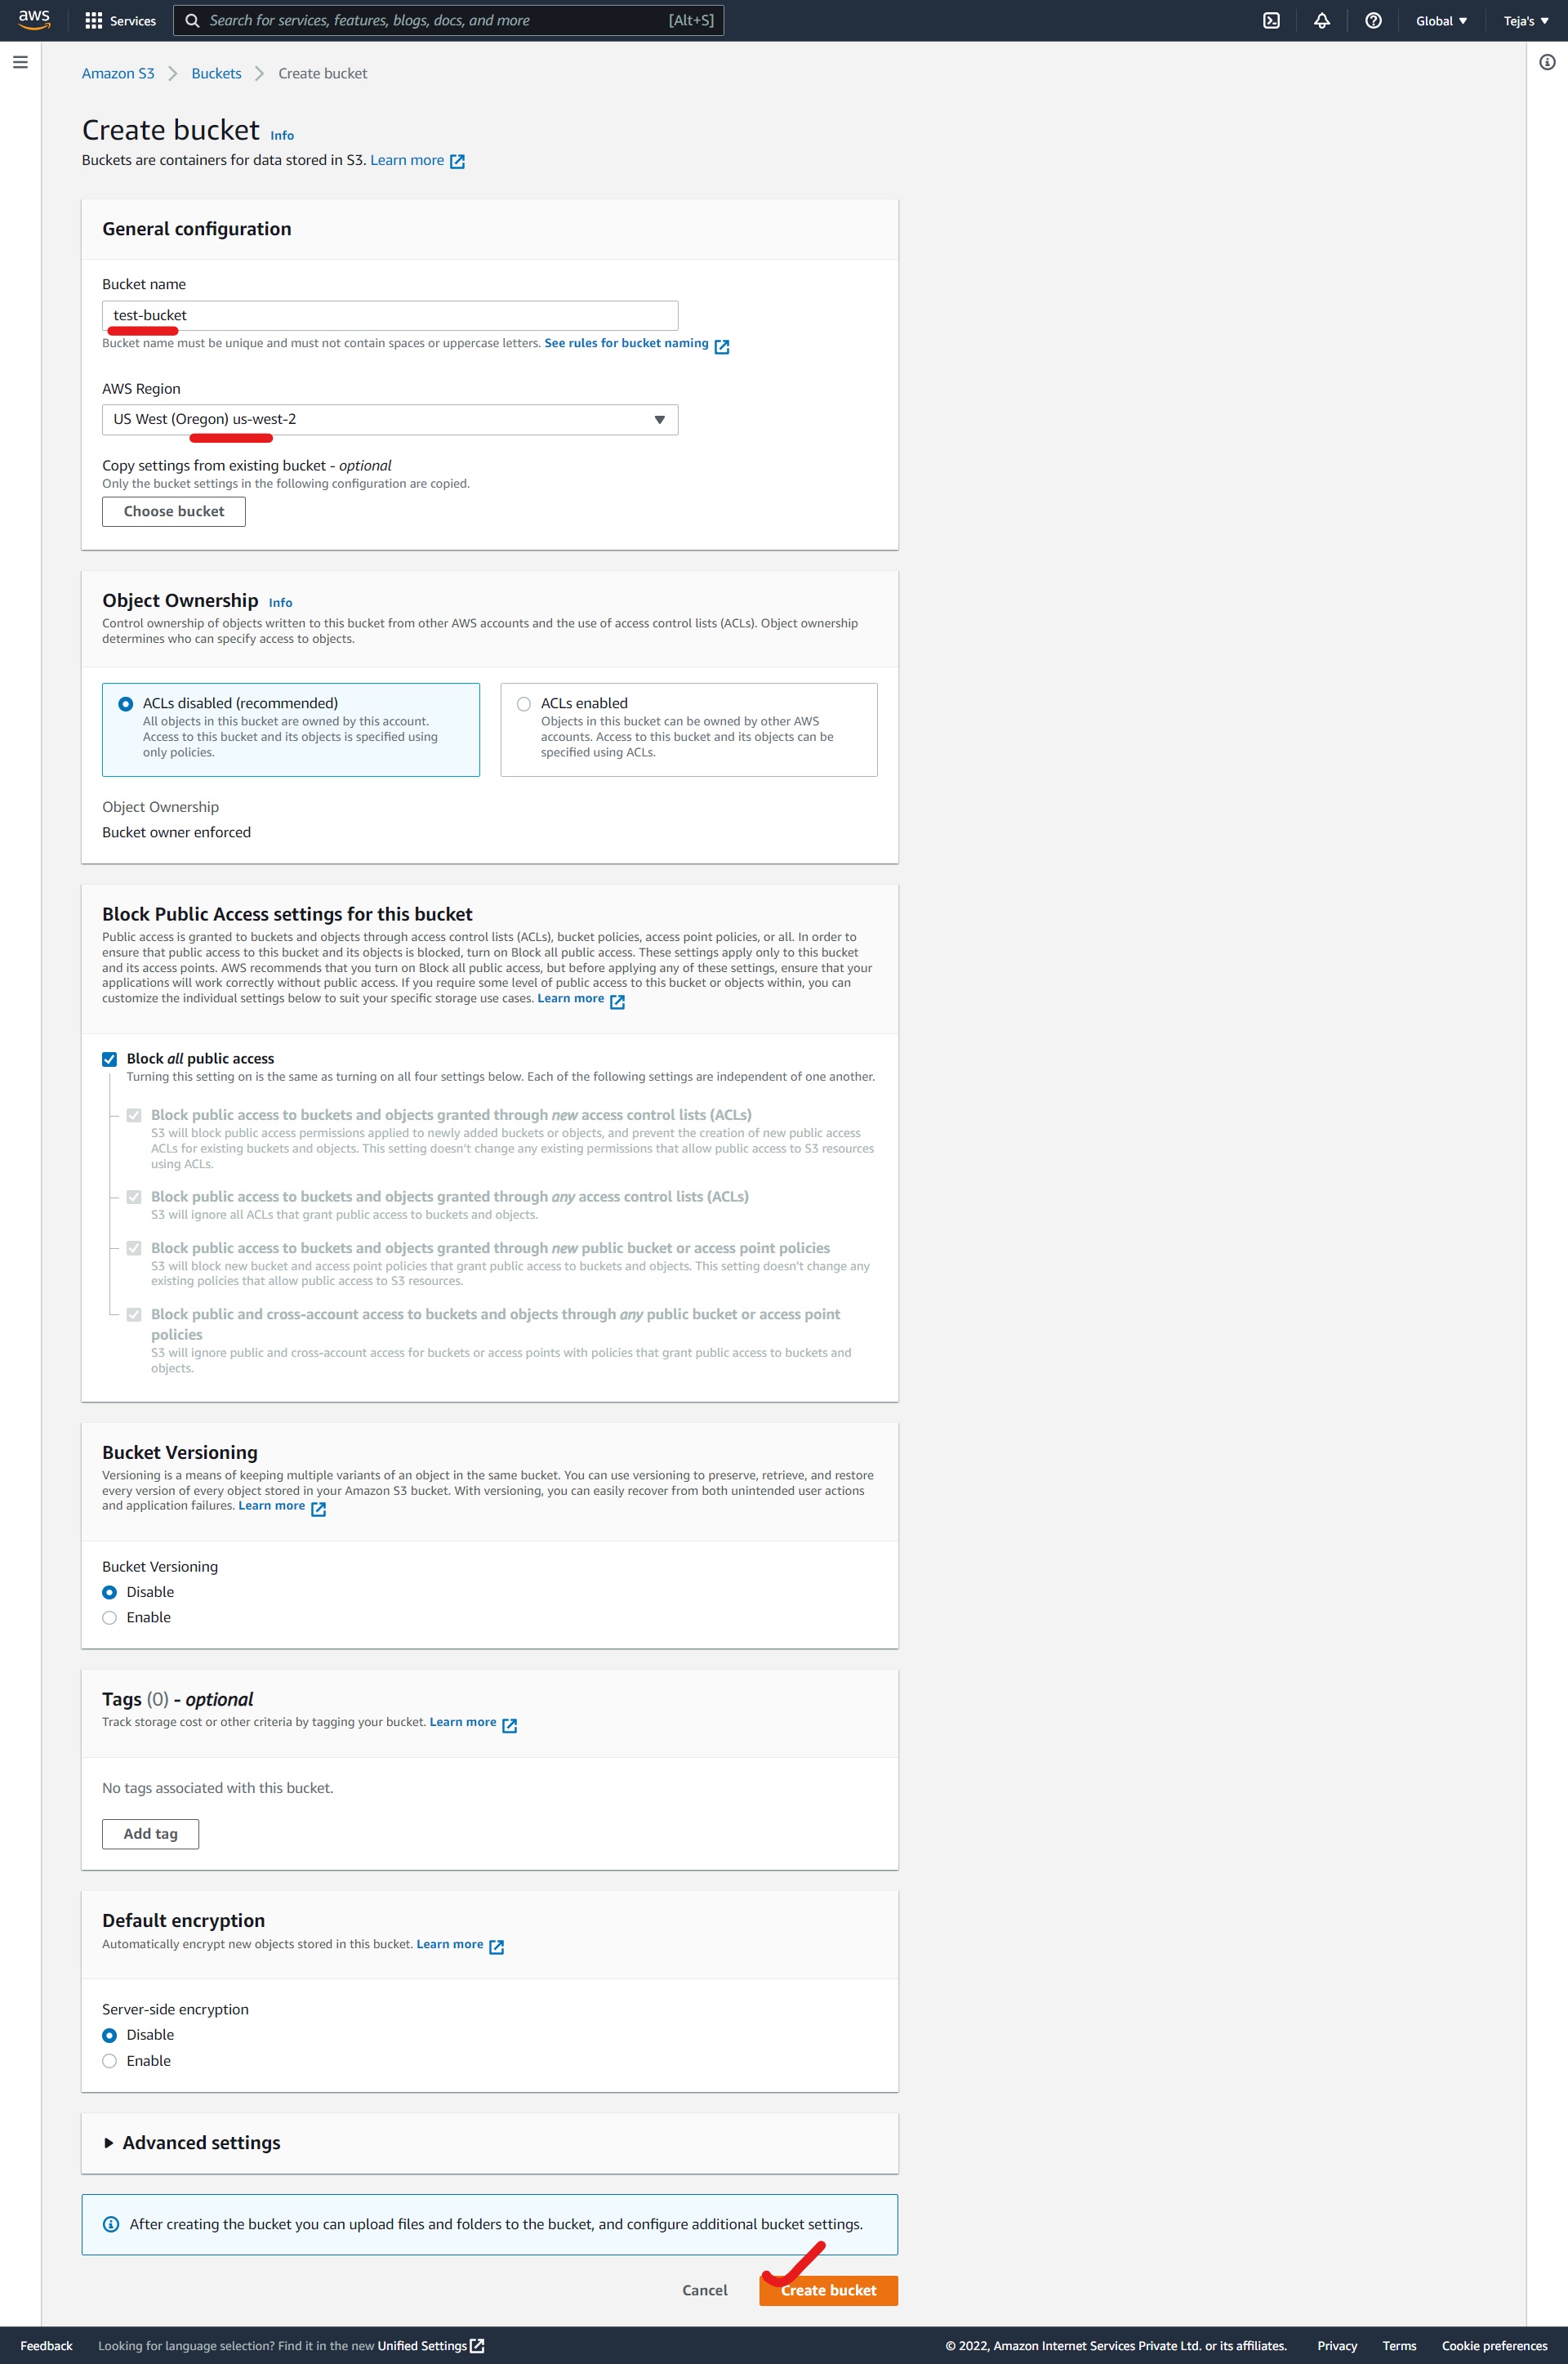 aws
Services
Search for services, features, blogs, docs, and more [Alt+S]
Global
Teja's
Amazon S3 > Buckets > Create bucket
Create bucket Info
Buckets are containers for data stored in S3. Learn more
General configuration
Bucket name
test-bucket
Bucket name must be unique and must not contain spaces or uppercase letters. See rules for bucket naming
AWS Region
US West (Oregon) us-west-2
Copy settings from existing bucket - optional
Only the bucket settings in the following configuration are copied.
Choose bucket
Object Ownership Info
Control ownership of objects written to this bucket from other AWS accounts and the use of access control lists (ACLs). Object ownership
determines who can specify access to objects.
ACLs disabled (recommended)
All objects in this bucket are owned by this account.
Access to this bucket and its objects is specified using
only policies.
ACLs enabled
Objects in this bucket can be owned by other AWS
accounts. Access to this bucket and its objects can be
specified using ACLs.
Object Ownership
Bucket owner enforced
Block Public Access settings for this bucket
Public access is granted to buckets and objects through access control lists (ACLs), bucket policies, access point policies, or all. In order to
ensure that public access to this bucket and its objects is blocked, turn on Block all public access. These settings apply only to this bucket
and its access points. AWS recommends that you turn on Block all public access, but before applying any of these settings, ensure that your
applications will work correctly without public access. If you require some level of public access to this bucket or objects within, you can
customize the individual settings below to suit your specific storage use cases. Learn more
Block all public access
Turning this setting on is the same as turning on all four settings below. Each of the following settings are independent of one another.
Block public access to buckets and objects granted through new access control lists (ACLs)
S3 will block public access permissions applied to newly added buckets or objects, and prevent the creation of new public access
ACLs for existing buckets and objects. This setting doesn't change any existing permissions that allow public access to S3 resources
using ACLs.
Block public access to buckets and objects granted through any access control lists (ACLs)
S3 will ignore all ACLs that grant public access to buckets and objects.
Block public access to buckets and objects granted through new public bucket or access point policies
S3 will block new bucket and access point policies that grant public access to buckets and objects. This setting doesn't change any
existing policies that allow public access to S3 resources.
Block public and cross-account access to buckets and objects through any public bucket or access point
policies
S3 will ignore public and cross-account access for buckets or access points with policies that grant public access to buckets and
objects.
Bucket Versioning
Versioning is a means of keeping multiple variants of an object in the same bucket. You can use versioning to preserve, retrieve, and restore
every version of every object stored in your Amazon S3 bucket. With versioning, you can easily recover from both unintended user actions
and application failures. Learn more
Bucket Versioning
Disable
Enable
Tags (0) - optional
Track storage cost or other criteria by tagging your bucket. Learn more
No tags associated with this bucket.
Add tag
Default encryption
Automatically encrypt new objects stored in this bucket. Learn more
Server-side encryption
Disable
Enable
Advanced settings
After creating the bucket you can upload files and folders to the bucket, and configure additional bucket settings.
Cancel
Create bucket
Feedback
Looking for language selection? Find it in the new Unified Settings
© 2022, Amazon Internet Services Private Ltd. or its affiliates.
Privacy
Terms
Cookie preferences